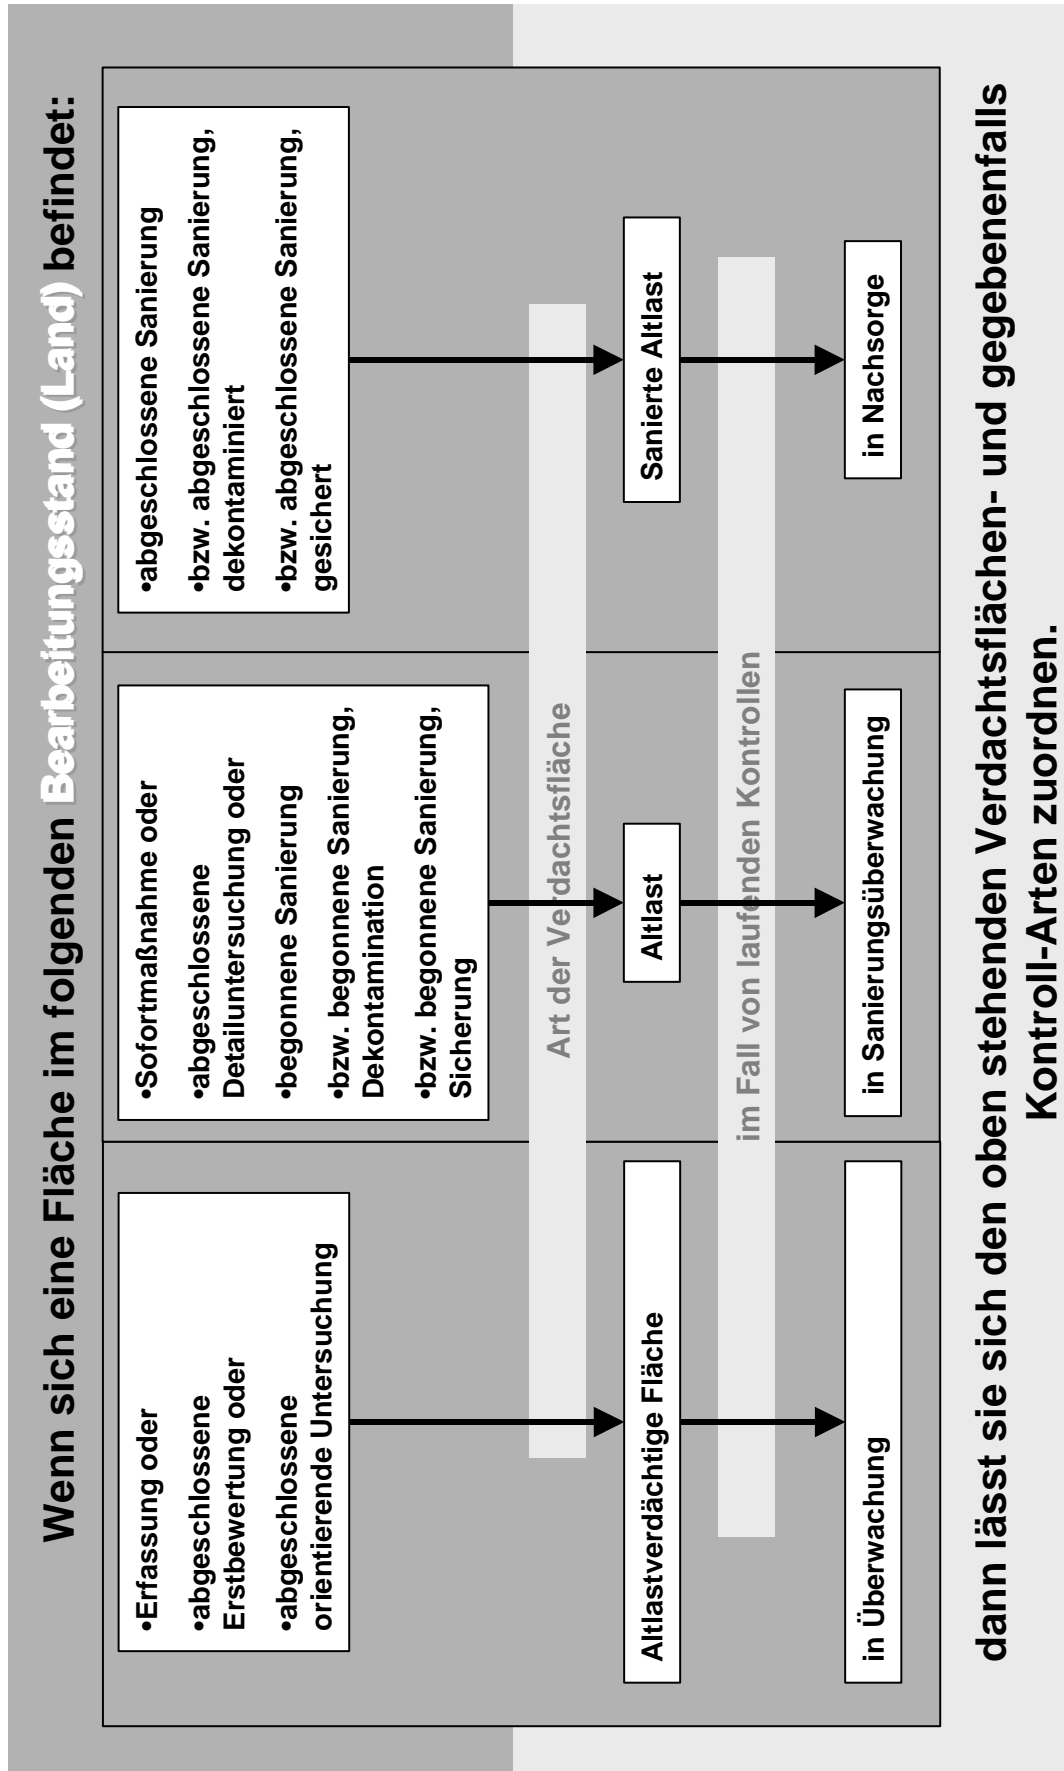 Wenn sich eine Fläche im folgenden Bearbeitungsstand (Land) befindet:
•Erfassung oder
•abgeschlossene
Erstbewertung oder
•abgeschlossene
orientierende Untersuchung
•Sofortmaßnahme oder
•abgeschlossene
Detailuntersuchung oder
•begonnene Sanierung
•bzw. begonnene Sanierung,
Dekontamination
•bzw. begonnene Sanierung,
Sicherung
•abgeschlossene Sanierung
•bzw. abgeschlossene Sanierung,
dekontaminiert
•bzw. abgeschlossene Sanierung,
gesichert
Art der Verdachtsfläche
Altlastverdächtige Fläche
Altlast
Sanierte Altlast
im Fall von laufenden Kontrollen
in Überwachung
in Sanierungsüberwachung
in Nachsorge
dann lässt sie sich den oben stehenden Verdachtsflächen- und gegebenenfalls
Kontroll-Arten zuordnen.